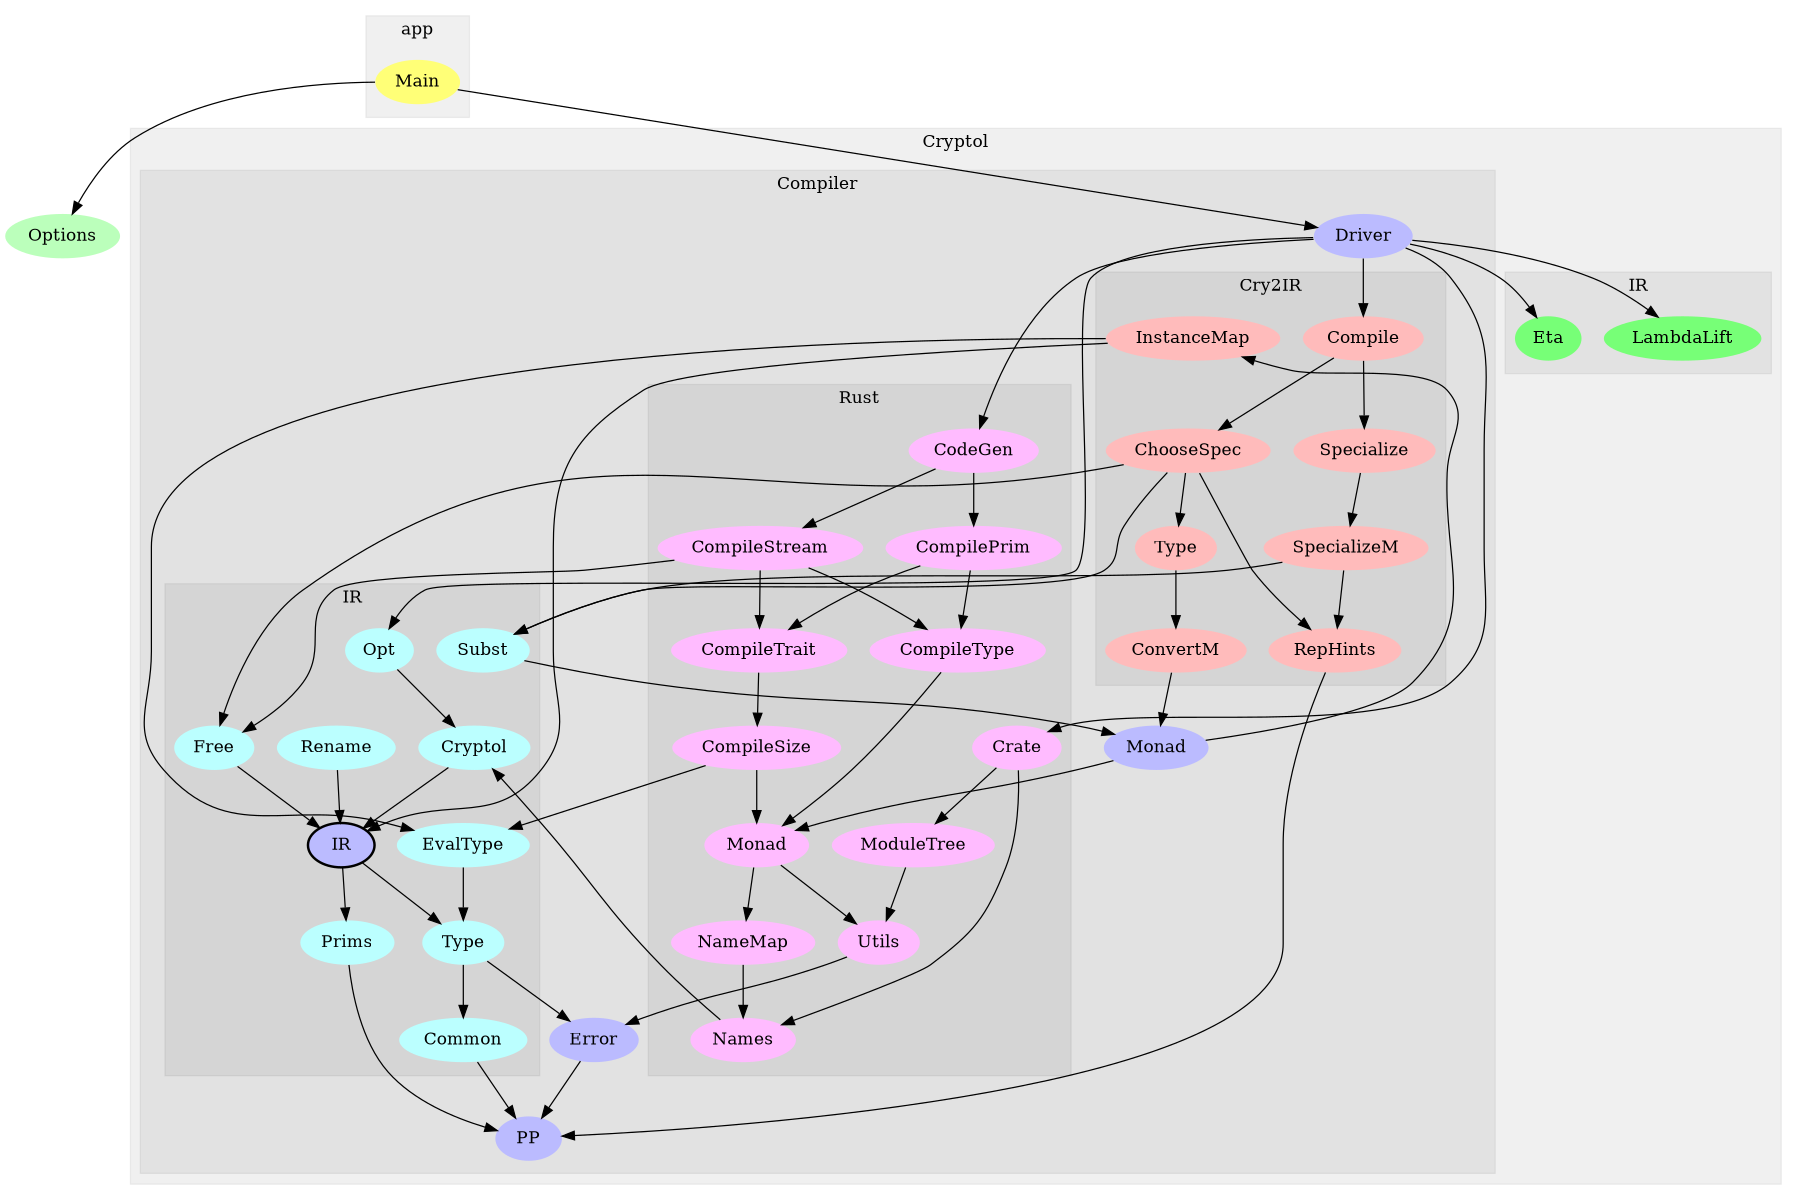 app
Main
Cryptol
Compiler
Options
Driver
Cry2IR
IR
InstanceMap
Compile
Eta
LambdaLift
Rust
CodeGen
ChooseSpec
Specialize
CompileStream
CompilePrim
Type
SpecializeM
IR
Opt
Subst
CompileTrait
CompileType
ConvertM
RepHints
Free
Rename
Cryptol
CompileSize
Crate
Monad
IR
EvalType
Monad
ModuleTree
Prims
Type
NameMap
Utils
Common
Error
Names
PP